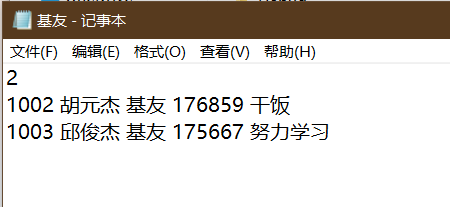 基友 - 记事本
文件(F) 编辑(E) 格式(O) 查看(V) 帮助(H)
2
1002 胡元杰 基友 176859 干饭
1003 邱俊杰 基友 175667 努力学习